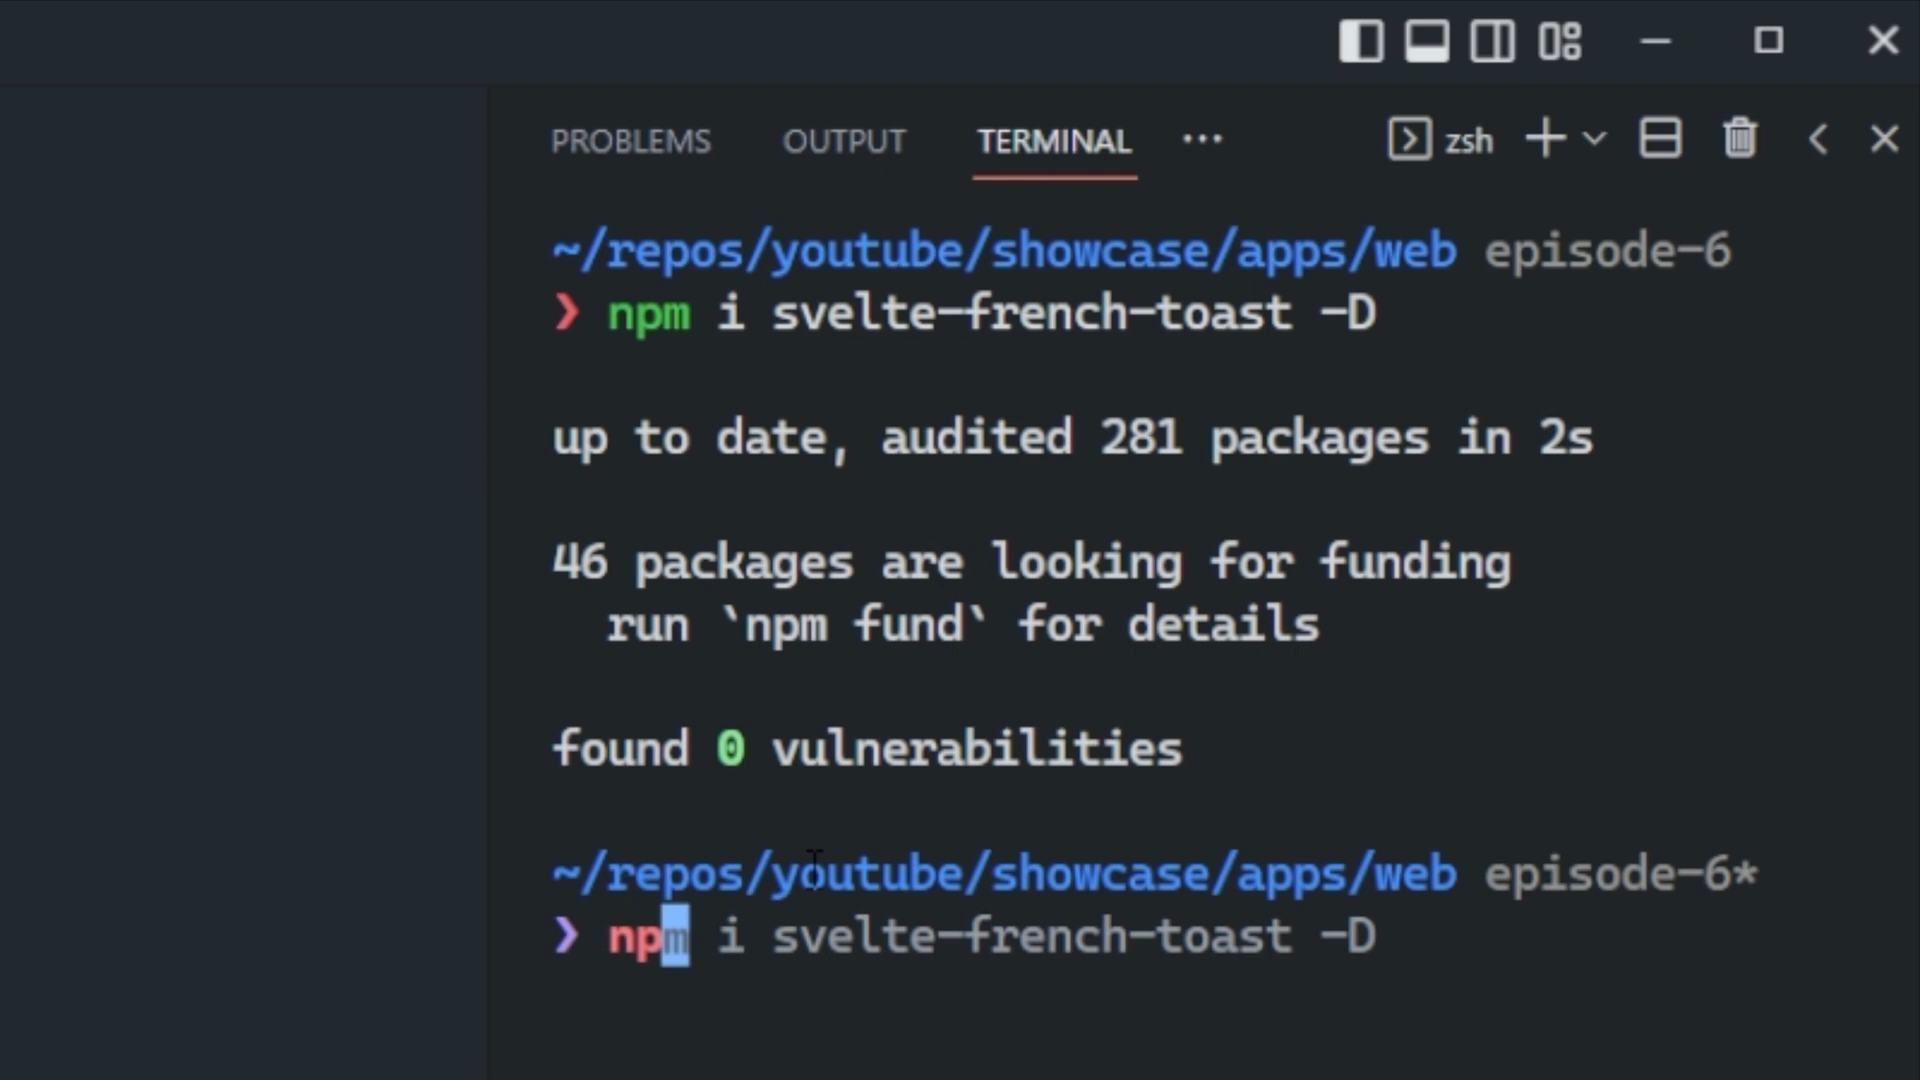 PROBLEMS OUTPUT TERMINAL ... zsh
~/repos/youtube/showcase/apps/web episode-6
❯ npm i svelte-french-toast -D
up to date, audited 281 packages in 2s
46 packages are looking for funding
run `npm fund` for details
found 0 vulnerabilities
~/repos/youtube/showcase/apps/web episode-6*
❯ npm i svelte-french-toast -D